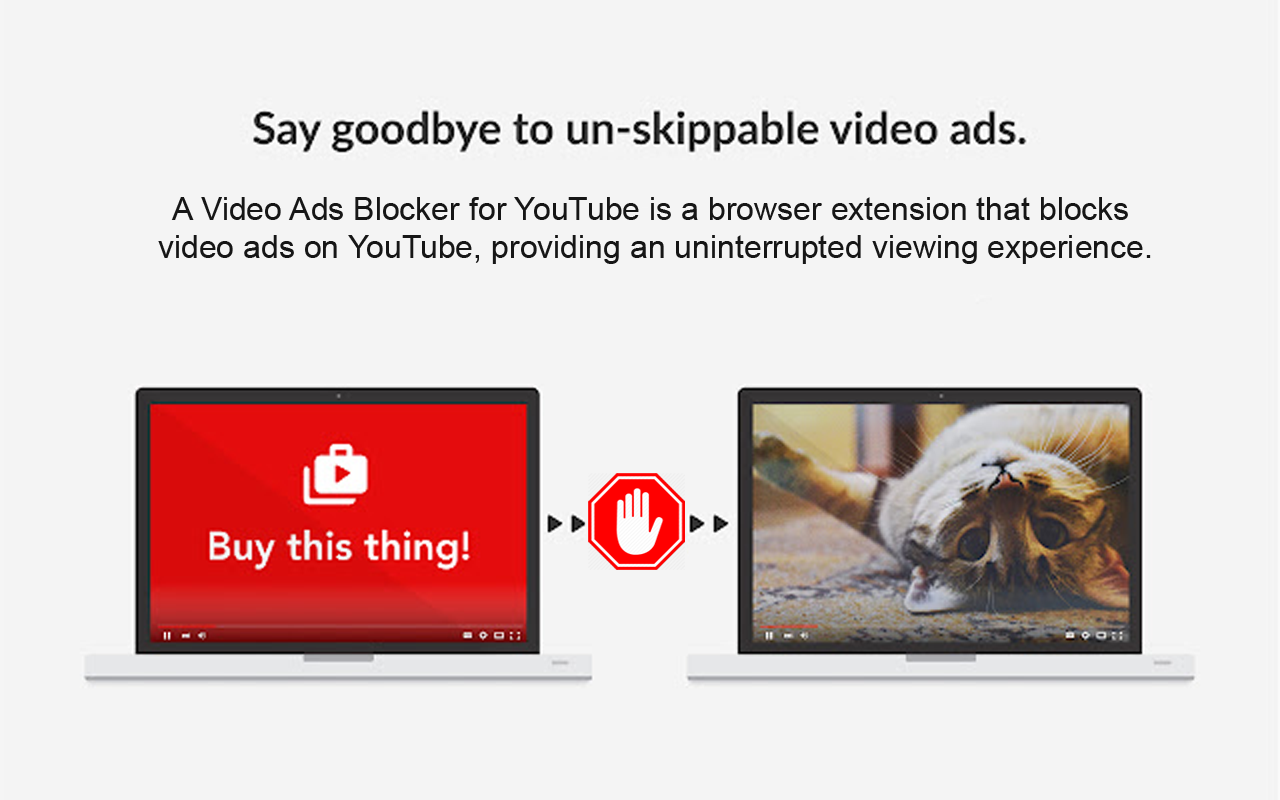 Say goodbye to un-skippable video ads.
A Video Ads Blocker for YouTube is a browser extension that blocks
video ads on YouTube, providing an uninterrupted viewing experience.
Buy this thing!